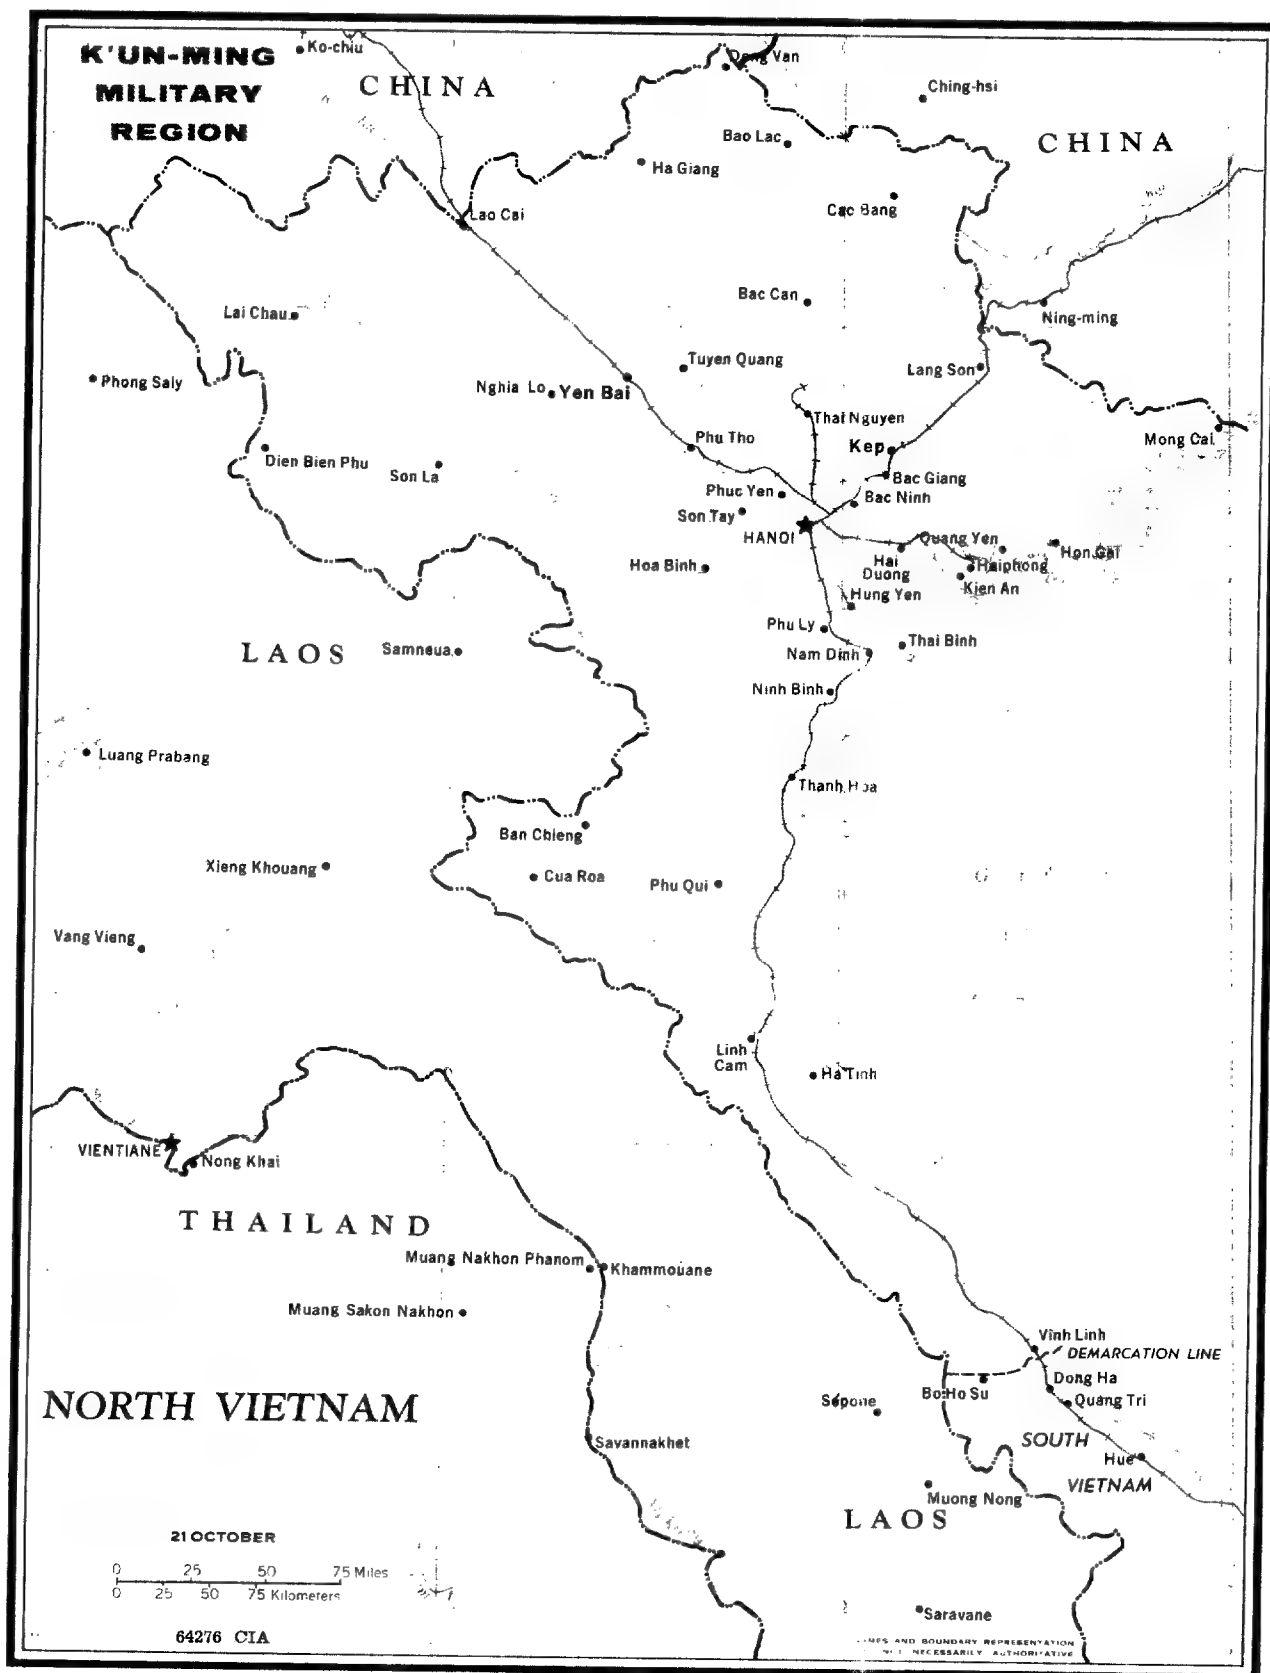 K'UN-MING
MILITARY
REGION
Ko-chiu
CHINA
Dong Van
Ching-hsi
CHINA
Bao Lac
Ha Giang
Cao Bang
Lao Cai
Bac Can
Lai Chau
Ning-ming
Tuyen Quang
Lang Son
Phong Saly
Nghia Lo
Yen Bai
Thai Nguyen
Mong Cai
Phu Tho
Kep
Dien Bien Phu
Son La
Bac Giang
Phuc Yen
Bac Ninh
Son Tay
HANOI
Quang Yen
Hon Gai
Hoa Binh
Hai
Duong
Haiphong
Kien An
Hung Yen
Phu Ly
Thai Binh
LAOS
Samneua
Nam Dinh
Ninh Binh
Luang Prabang
Thanh Hoa
Ban Chieng
Xieng Khouang
Cua Roa
Phu Qui
Vang Vieng
Linh
Cam
Ha Tinh
VIENTIANE
Nong Khai
THAILAND
Muang Nakhon Phanom
Khammouane
Muang Sakon Nakhon
Vinh Linh
DEMARCATION LINE
Dong Ha
Bo Ho Su
Quang Tri
NORTH VIETNAM
Sépone
Savannakhet
SOUTH
VIETNAM
Hue
Muong Nong
LAOS
21 OCTOBER
0 25 50 75 Miles
0 25 50 75 Kilometers
Saravane
64276 CIA
AND BOUNDARY REPRESENTATION
NECESSARILY AUTHORITATIVE